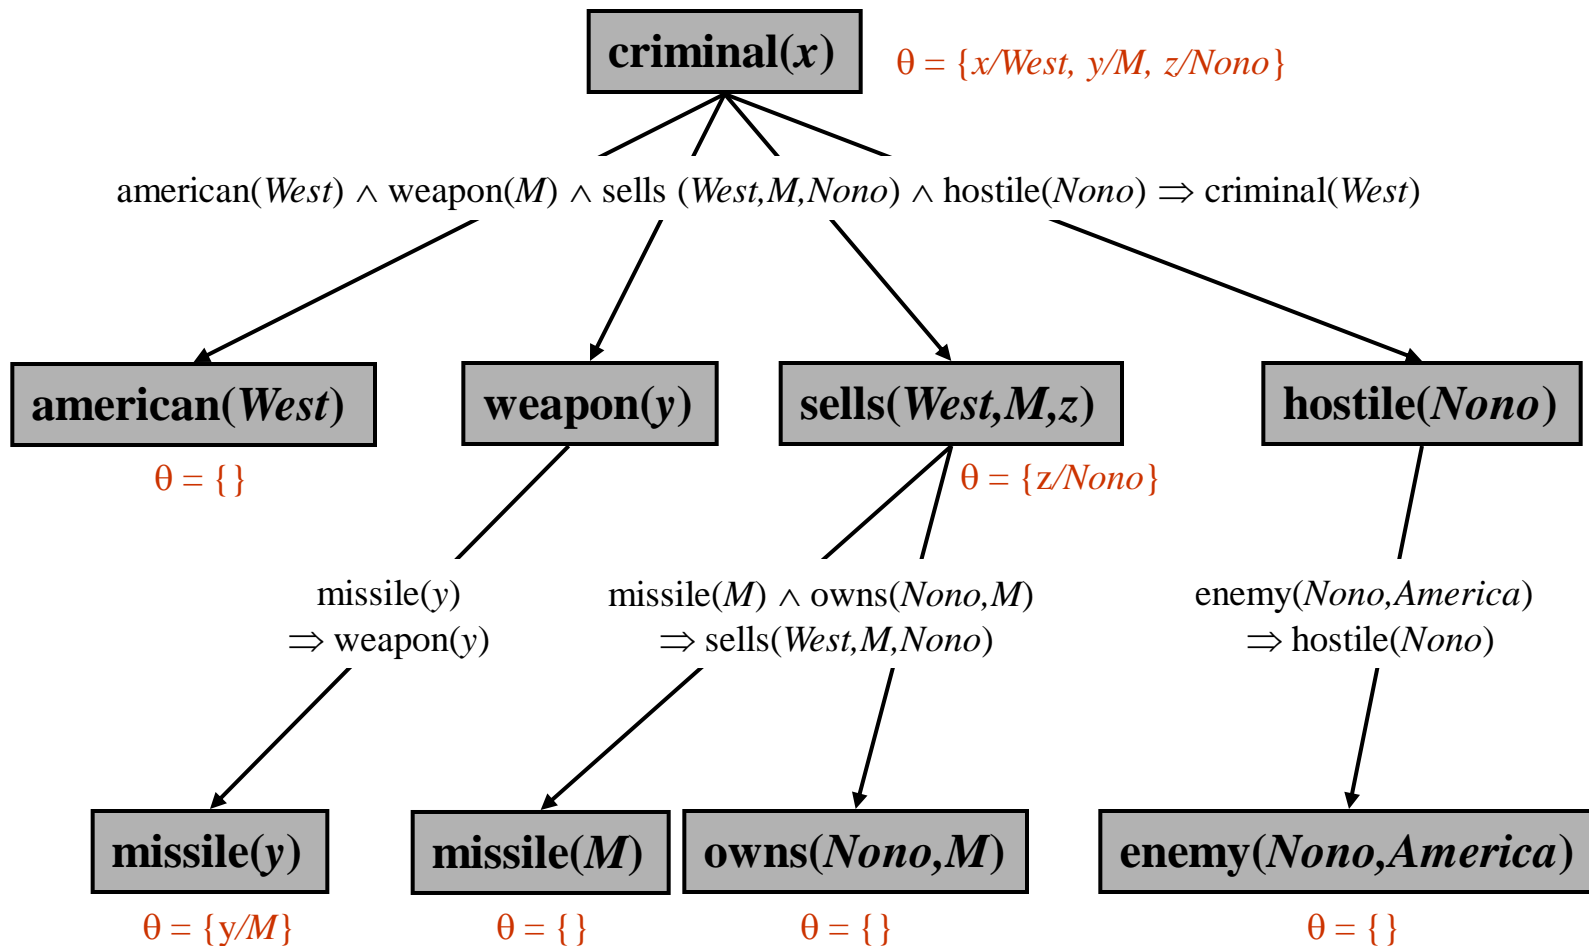 criminal(x)
θ = {x/West, y/M, z/Nono}
american(West) ∧ weapon(M) ∧ sells (West,M,Nono) ∧ hostile(Nono) ⇒ criminal(West)
american(West)
weapon(y)
sells(West,M,z)
hostile(Nono)
θ = {}
θ = {z/Nono}
missile(y)
⇒ weapon(y)
missile(M) ∧ owns(Nono,M)
⇒ sells(West,M,Nono)
enemy(Nono,America)
⇒ hostile(Nono)
missile(y)
missile(M)
owns(Nono,M)
enemy(Nono,America)
θ = {y/M}
θ = {}
θ = {}
θ = {}